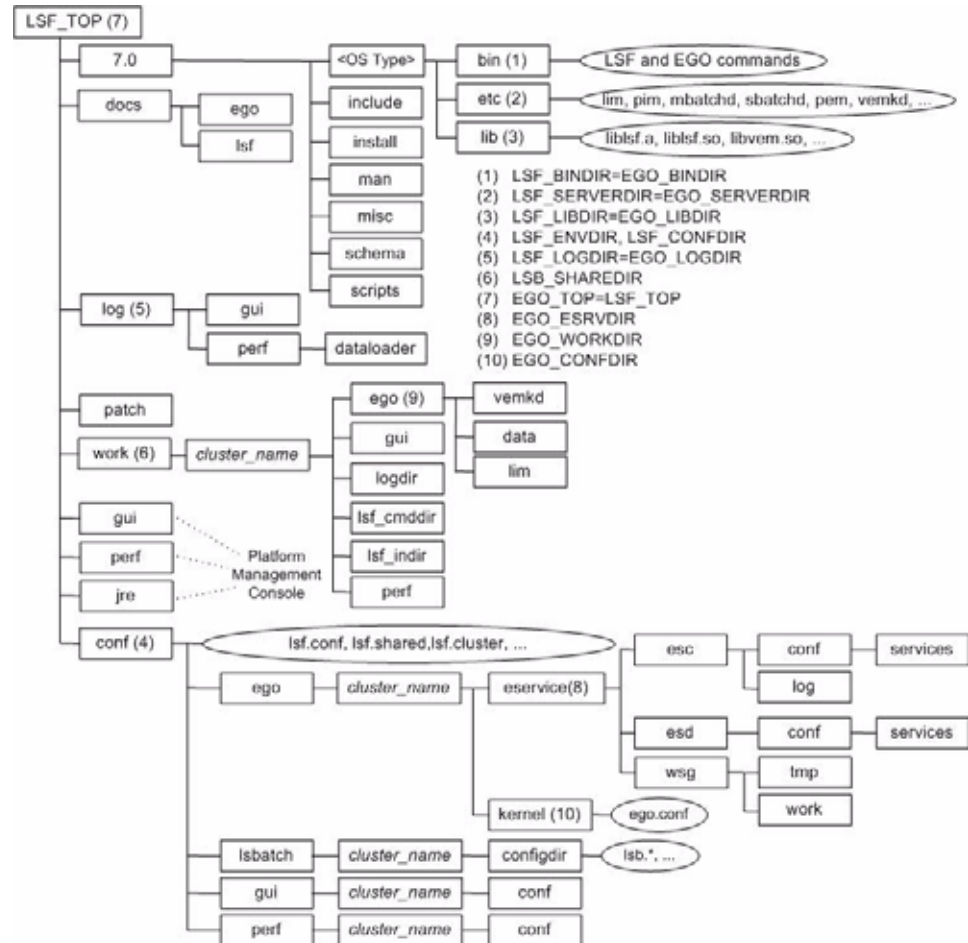 LSF_TOP (7)
7.0
<OS Type>
bin (1)
LSF and EGO commands
docs
ego
include
etc (2)
lim, pim, mbatchd, sbatchd, pem, vemkd, ...
lsf
install
lib (3)
liblsf.a, liblsf.so, libvem.so, ...
man
misc
schema
scripts
(1) LSF_BINDIR=EGO_BINDIR
(2) LSF_SERVERDIR=EGO_SERVERDIR
(3) LSF_LIBDIR=EGO_LIBDIR
(4) LSF_ENVDIR, LSF_CONFDIR
(5) LSF_LOGDIR=EGO_LOGDIR
(6) LSB_SHAREDIR
(7) EGO_TOP=LSF_TOP
(8) EGO_ESRVDIR
(9) EGO_WORKDIR
(10) EGO_CONFDIR
log (5)
gui
perf
dataloader
patch
work (6)
cluster_name
ego (9)
vemkd
gui
data
logdir
lim
lsf_cmddir
lsf_indir
perf
gui
perf
jre
Platform
Management
Console
conf (4)
lsf.conf, lsf.shared,lsf.cluster, ...
ego
cluster_name
eservice(8)
esc
conf
services
log
esd
conf
services
wsg
tmp
work
kernel (10)
ego.conf
lsbatch
cluster_name
configdir
lsb.*, ...
gui
cluster_name
conf
perf
cluster_name
conf